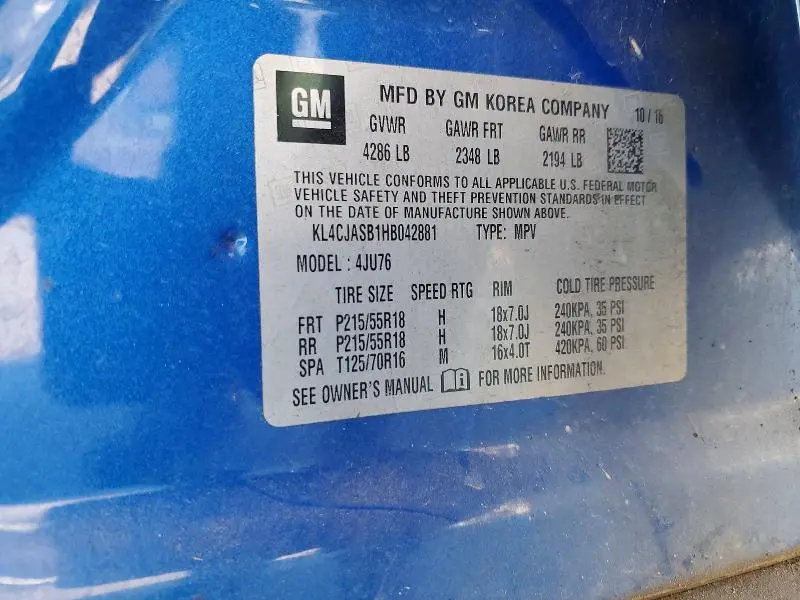 GM
MFD BY GM KOREA COMPANY 10 / 16
GVWR GAWR FRT GAWR RR
4286 LB 2348 LB 2194 LB
THIS VEHICLE CONFORMS TO ALL APPLICABLE U.S. FEDERAL MOTOR
VEHICLE SAFETY AND THEFT PREVENTION STANDARDS IN EFFECT
ON THE DATE OF MANUFACTURE SHOWN ABOVE.
KL4CJASB1HB042881 TYPE: MPV
MODEL : 4JU76
TIRE SIZE SPEED RTG RIM COLD TIRE PRESSURE
FRT P215/55R18 H 18x7.0J 240KPA, 35 PSI
RR P215/55R18 H 18x7.0J 240KPA, 35 PSI
SPA T125/70R16 M 16x4.0T 420KPA, 60 PSI
SEE OWNER'S MANUAL FOR MORE INFORMATION.